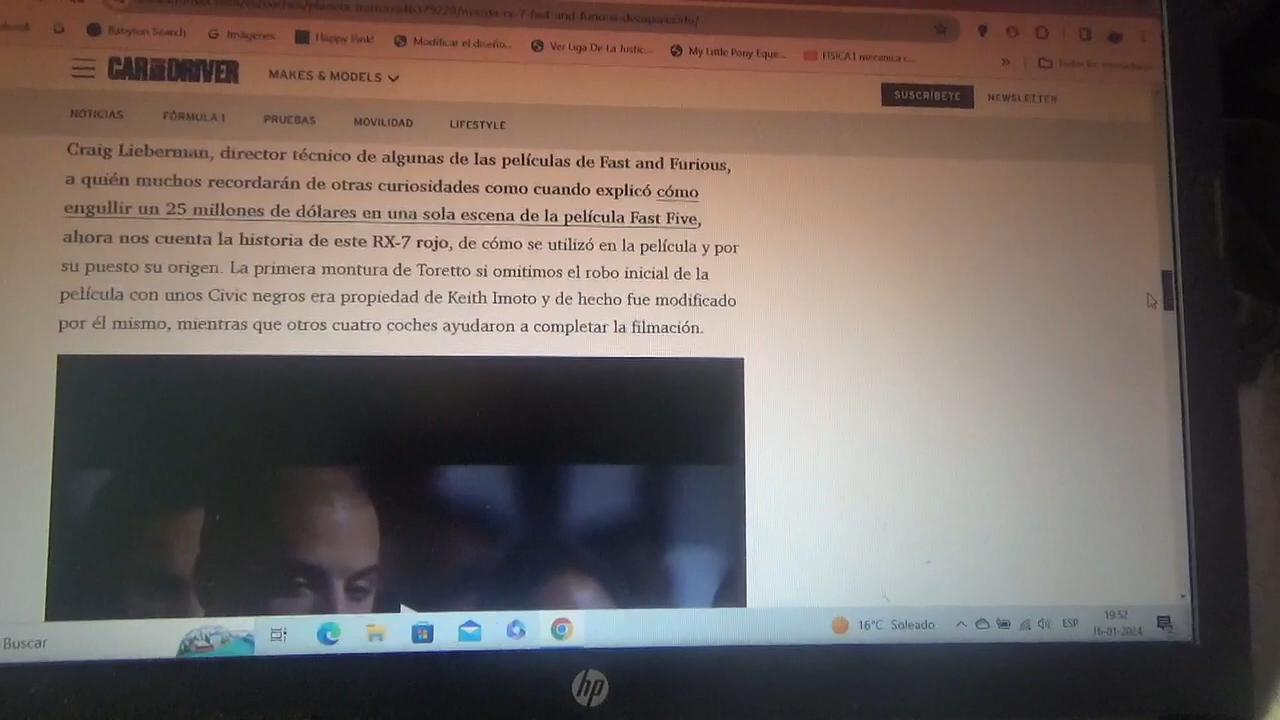 Babylon Search G Imágenes Happy Pink! Modificar el diseño... Ver Liga De La Justic... My Little Pony Eque... FISICA1 mecanica c... »
CAR AND DRIVER MAKES & MODELS SUSCRÍBETE NEWSLETTER
NOTICIAS FÓRMULA 1 PRUEBAS MOVILIDAD LIFESTYLE
Craig Lieberman, director técnico de algunas de las películas de Fast and Furious,
a quién muchos recordarán de otras curiosidades como cuando explicó cómo
engullir un 25 millones de dólares en una sola escena de la película Fast Five,
ahora nos cuenta la historia de este RX-7 rojo, de cómo se utilizó en la película y por
su puesto su origen. La primera montura de Toretto si omitimos el robo inicial de la
película con unos Civic negros era propiedad de Keith Imoto y de hecho fue modificado
por él mismo, mientras que otros cuatro coches ayudaron a completar la filmación.
Buscar 16°C Soleado ESP 19:52
16-01-2024
hp